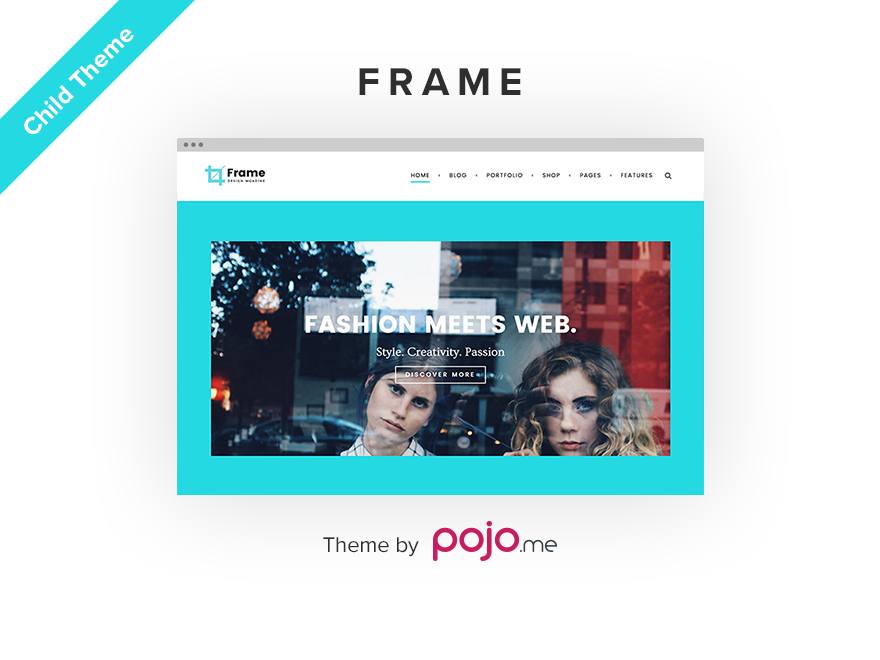 Child Theme
FRAME
Frame
DESIGN MGAZINE
HOME • BLOG • PORTFOLIO • SHOP • PAGES • FEATURES
FASHION MEETS WEB.
Style. Creativity. Passion
DISCOVER MORE
Theme by pojo.me